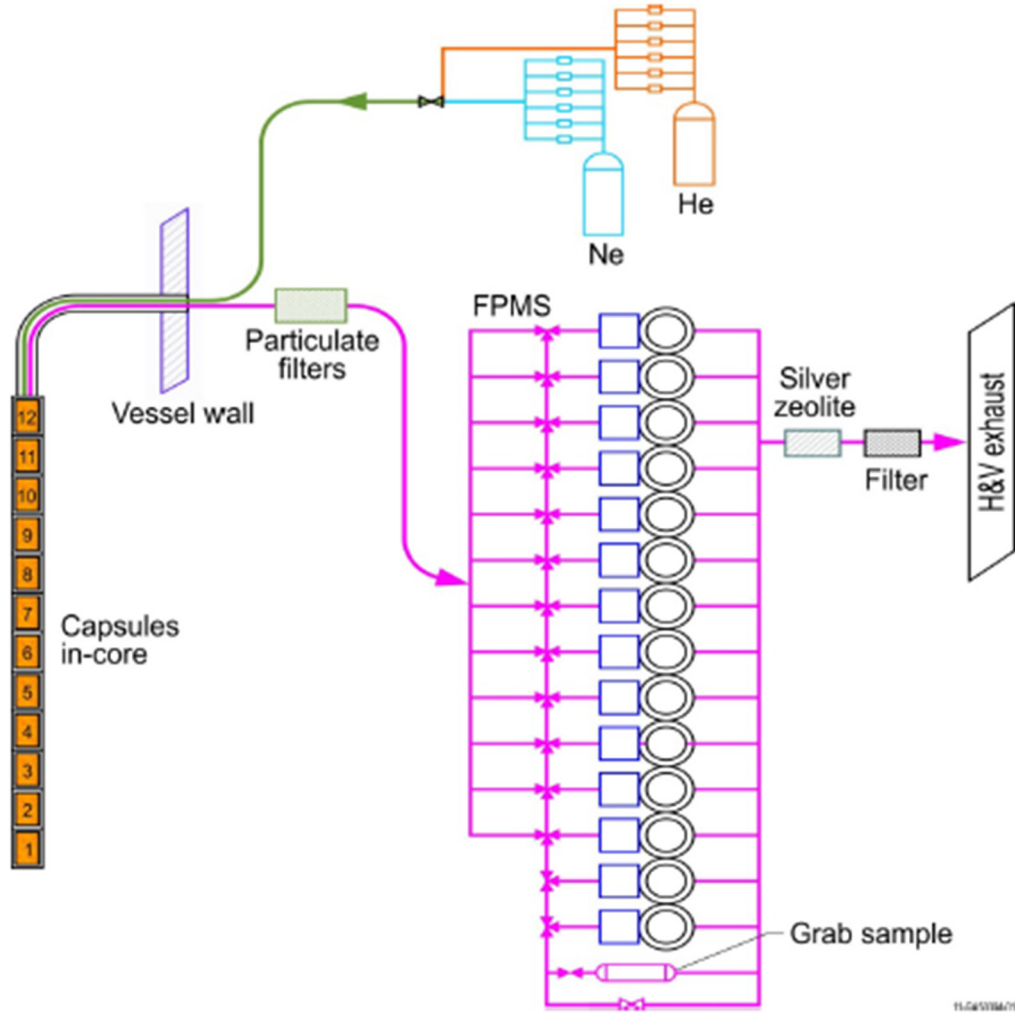 He
Ne
FPMS
Particulate
filters
Vessel wall
Silver
zeolite
Filter
H&V exhaust
12
11
10
9
8
7
6
5
4
3
2
1
Capsules
in-core
Grab sample